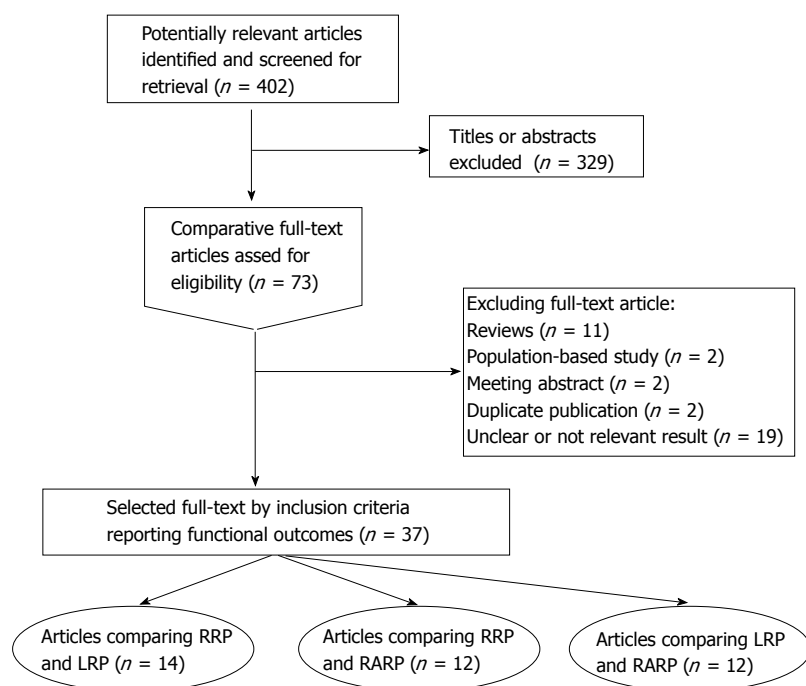 Potentially relevant articles
identified and screened for
retrieval (n = 402)
Titles or abstracts
excluded (n = 329)
Comparative full-text
articles assed for
eligibility (n = 73)
Excluding full-text article:
Reviews (n = 11)
Population-based study (n = 2)
Meeting abstract (n = 2)
Duplicate publication (n = 2)
Unclear or not relevant result (n = 19)
Selected full-text by inclusion criteria
reporting functional outcomes (n = 37)
Articles comparing RRP
and LRP (n = 14)
Articles comparing RRP
and RARP (n = 12)
Articles comparing LRP
and RARP (n = 12)